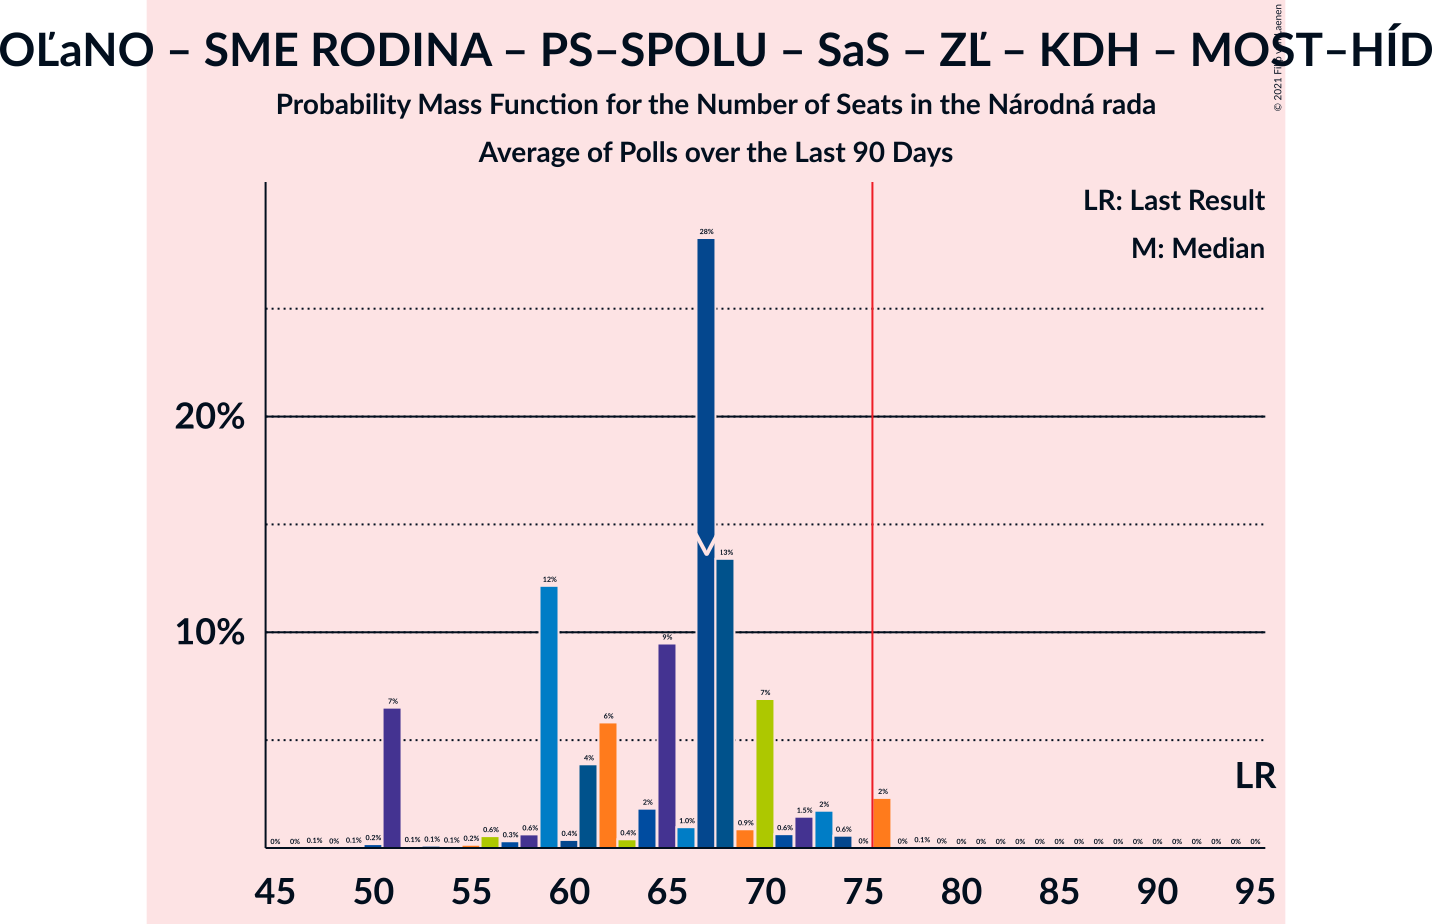 OĽaNO – SME RODINA – PS–SPOLU – SaS – ZĽ – KDH – MOST–HÍD
Probability Mass Function for the Number of Seats in the Národná rada
Average of Polls over the Last 90 Days
© 2021
LR: Last Result
M: Median
20%
10%
LR
0% 0% 0.1% 0% 0.1% 0.2% 7% 0.1% 0.1% 0.1% 0.2% 0.6% 0.3% 0.6% 12% 0.4% 4% 6% 0.4% 2% 9% 1.0% 28% 13% 0.9% 7% 0.6% 1.5% 2% 0.6% 0% 2% 0% 0.1% 0% 0% 0% 0% 0% 0% 0% 0% 0% 0% 0% 0% 0% 0% 0% 0% 0%
45 50 55 60 65 70 75 80 85 90 95